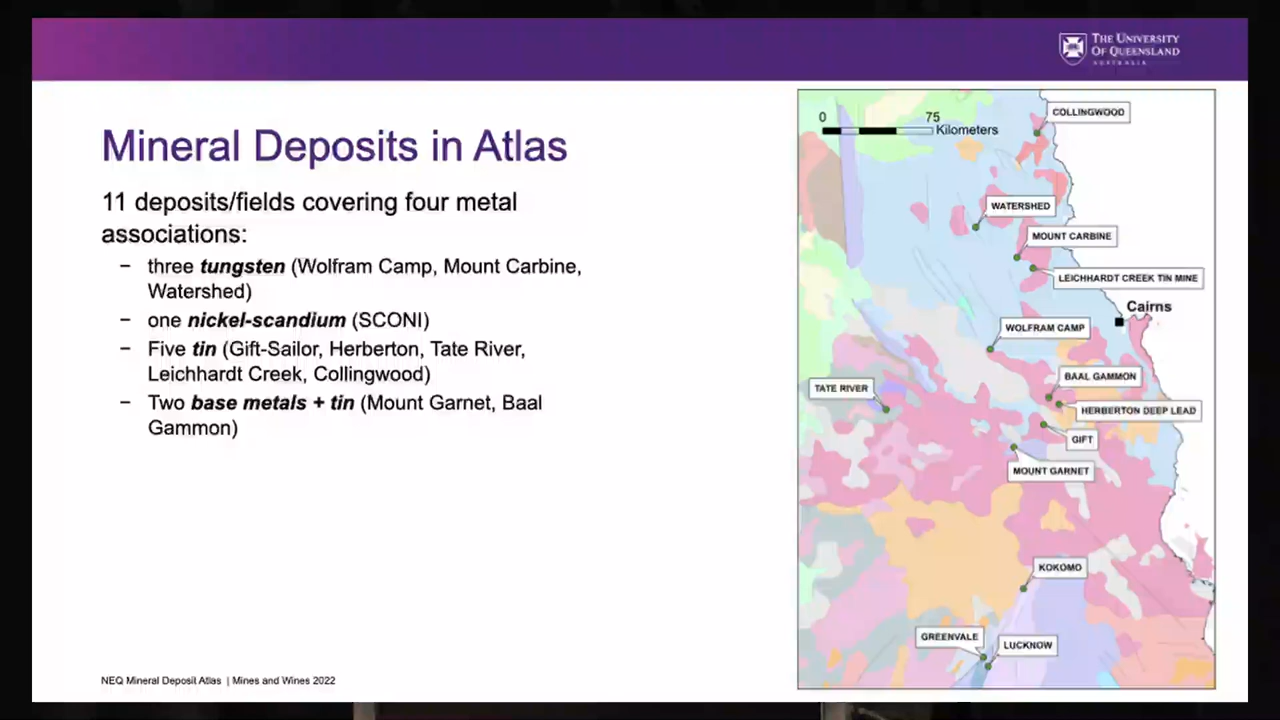 THE UNIVERSITY
OF QUEENSLAND
AUSTRALIA
Mineral Deposits in Atlas
11 deposits/fields covering four metal
associations:
– three tungsten (Wolfram Camp, Mount Carbine,
Watershed)
– one nickel-scandium (SCONI)
– Five tin (Gift-Sailor, Herberton, Tate River,
Leichhardt Creek, Collingwood)
– Two base metals + tin (Mount Garnet, Baal
Gammon)
0 75
Kilometers
COLLINGWOOD
WATERSHED
MOUNT CARBINE
LEICHHARDT CREEK TIN MINE
Cairns
WOLFRAM CAMP
BAAL GAMMON
TATE RIVER
HERBERTON DEEP LEAD
GIFT
MOUNT GARNET
KOKOMO
GREENVALE
LUCKNOW
NEQ Mineral Deposit Atlas | Mines and Wines 2022